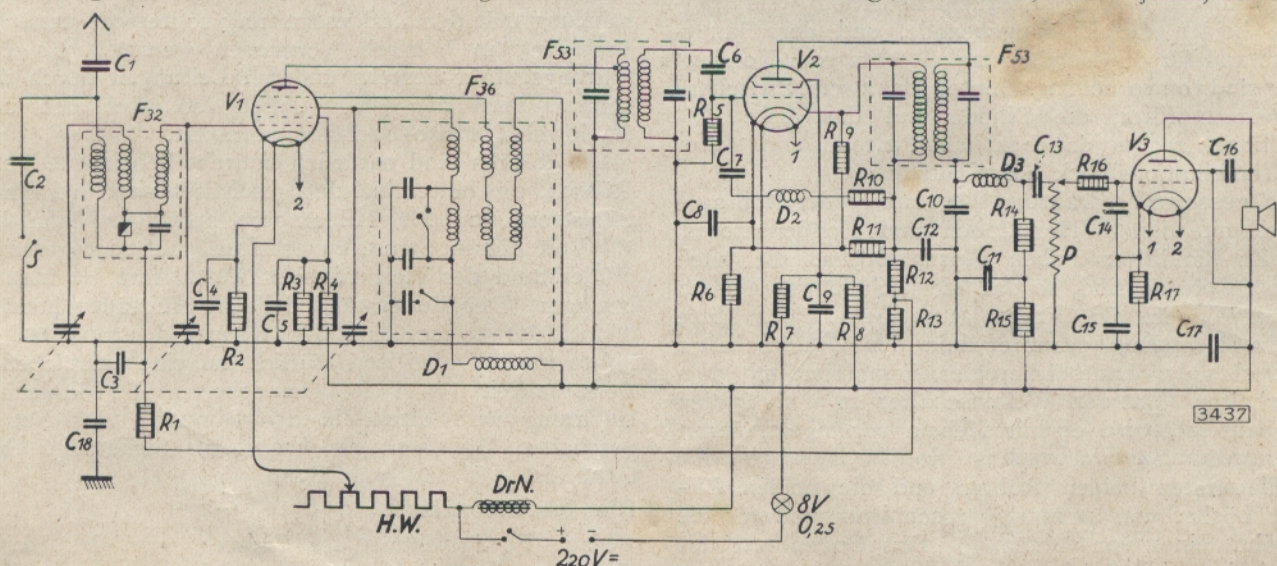 C1
F32
C2
S
V1
2
F36
F53
C6
R5
C7
C8
V2
1
R9
R10
D2
R11
F53
C10
C12
D3
C13
R16
R14
C11
P
V3
C14
1
2
C16
R17
C4
R2
C5
R3
R4
R6
R7
C9
R8
R12
R13
R15
C15
C17
C3
D1
C18
R1
3437
H.W.
DrN.
+ −
220V=
8V
0,25